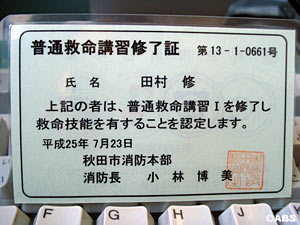 普通救命講習修了証 第13-1-0661号
氏名 田村 修
上記の者は、普通救命講習Ⅰを修了し
救命技能を有することを認定します。
平成25年 7月23日
秋田市消防本部
消防長 小林 博美
F G H J
©ABS